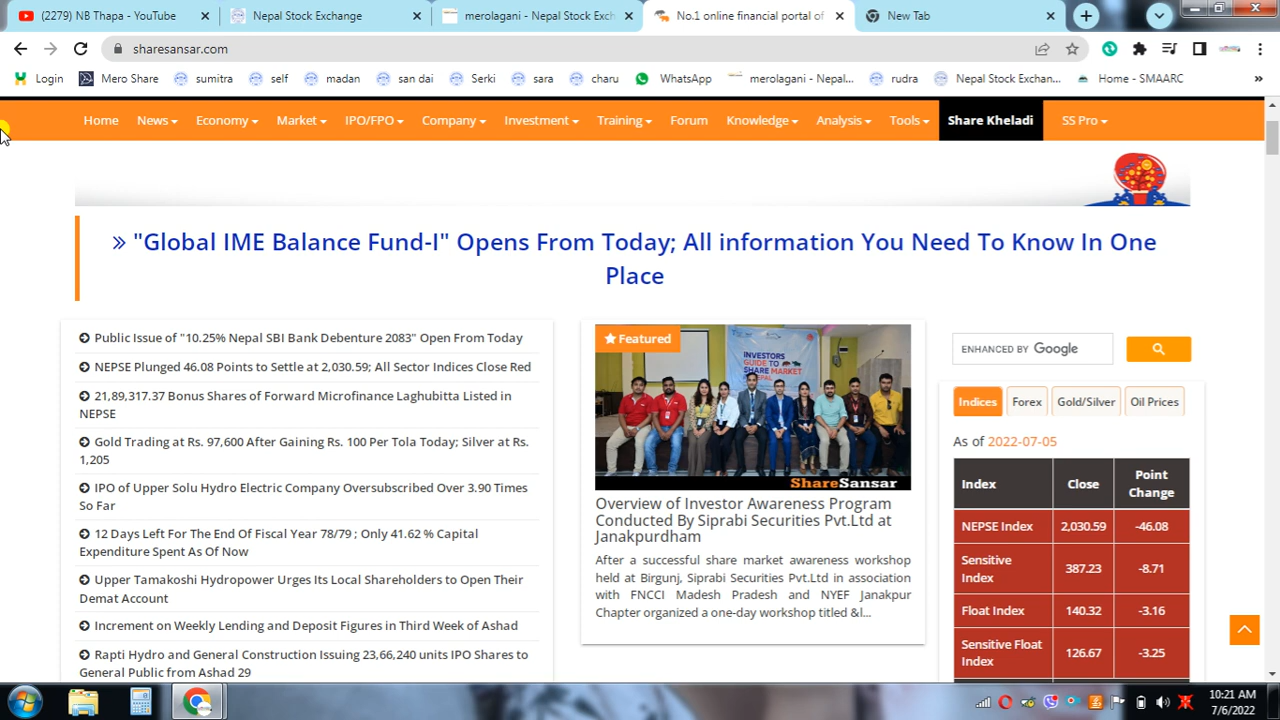 (2279) NB Thapa - YouTube
Nepal Stock Exchange
merolagani - Nepal Stock Exch
No.1 online financial portal of
New Tab
sharesansar.com
Login
Mero Share
sumitra
self
madan
san dai
Serki
sara
charu
WhatsApp
merolagani - Nepal...
rudra
Nepal Stock Exchan...
Home - SMAARC
»
Home News Economy Market IPO/FPO Company Investment Training Forum Knowledge Analysis Tools Share Kheladi SS Pro
» "Global IME Balance Fund-I" Opens From Today; All information You Need To Know In One
Place
Public Issue of "10.25% Nepal SBI Bank Debenture 2083" Open From Today
NEPSE Plunged 46.08 Points to Settle at 2,030.59; All Sector Indices Close Red
21,89,317.37 Bonus Shares of Forward Microfinance Laghubitta Listed in
NEPSE
Gold Trading at Rs. 97,600 After Gaining Rs. 100 Per Tola Today; Silver at Rs.
1,205
IPO of Upper Solu Hydro Electric Company Oversubscribed Over 3.90 Times
So Far
12 Days Left For The End Of Fiscal Year 78/79 ; Only 41.62 % Capital
Expenditure Spent As Of Now
Upper Tamakoshi Hydropower Urges Its Local Shareholders to Open Their
Demat Account
Increment on Weekly Lending and Deposit Figures in Third Week of Ashad
Rapti Hydro and General Construction Issuing 23,66,240 units IPO Shares to
General Public from Ashad 29
Featured
INVESTORS
GUIDE TO
SHARE MARKET
ShareSansar
Overview of Investor Awareness Program
Conducted By Siprabi Securities Pvt.Ltd at
Janakpurdham
After a successful share market awareness workshop
held at Birgunj, Siprabi Securities Pvt.Ltd in association
with FNCCI Madesh Pradesh and NYEF Janakpur
Chapter organized a one-day workshop titled &l...
ENHANCED BY Google
Indices
Forex
Gold/Silver
Oil Prices
As of 2022-07-05
Index Close Point
Change
NEPSE Index 2,030.59 -46.08
Sensitive
Index 387.23 -8.71
Float Index 140.32 -3.16
Sensitive Float
Index 126.67 -3.25
10:21 AM
7/6/2022